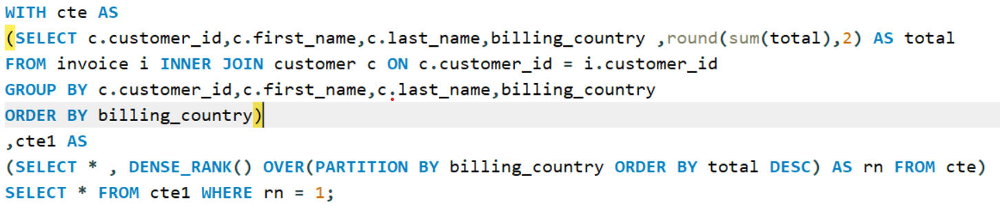 WITH cte AS
(SELECT c.customer_id,c.first_name,c.last_name,billing_country ,round(sum(total),2) AS total
FROM invoice i INNER JOIN customer c ON c.customer_id = i.customer_id
GROUP BY c.customer_id,c.first_name,c.last_name,billing_country
ORDER BY billing_country)
,cte1 AS
(SELECT * , DENSE_RANK() OVER(PARTITION BY billing_country ORDER BY total DESC) AS rn FROM cte)
SELECT * FROM cte1 WHERE rn = 1;